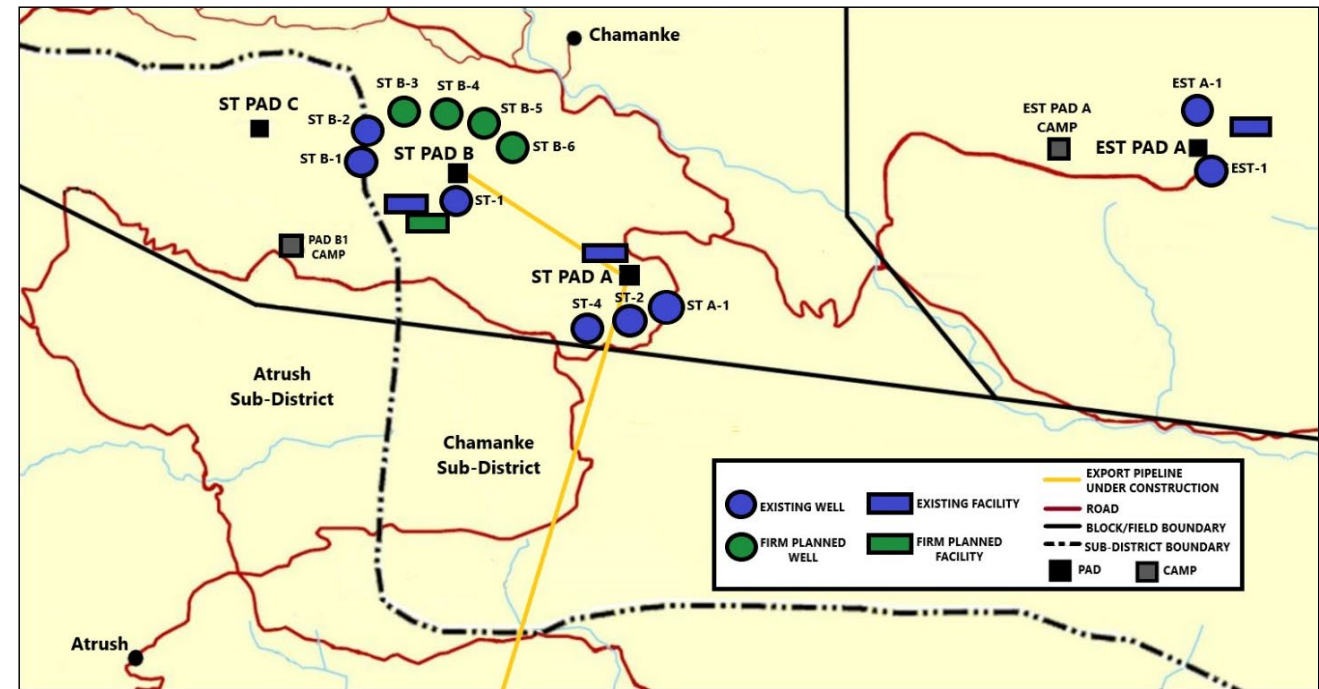 Chamanke
ST B-3
ST B-4
ST B-5
ST B-6
ST PAD C
ST B-2
ST B-1
ST PAD B
ST-1
PAD B1
CAMP
ST PAD A
ST-4
ST-2
ST A-1
EST A-1
EST PAD A
CAMP
EST PAD A
EST-1
Atrush
Sub-District
Chamanke
Sub-District
Atrush
EXISTING WELL
FIRM PLANNED
WELL
EXISTING FACILITY
FIRM PLANNED
FACILITY
EXPORT PIPELINE
UNDER CONSTRUCTION
ROAD
BLOCK/FIELD BOUNDARY
SUB-DISTRICT BOUNDARY
PAD
CAMP